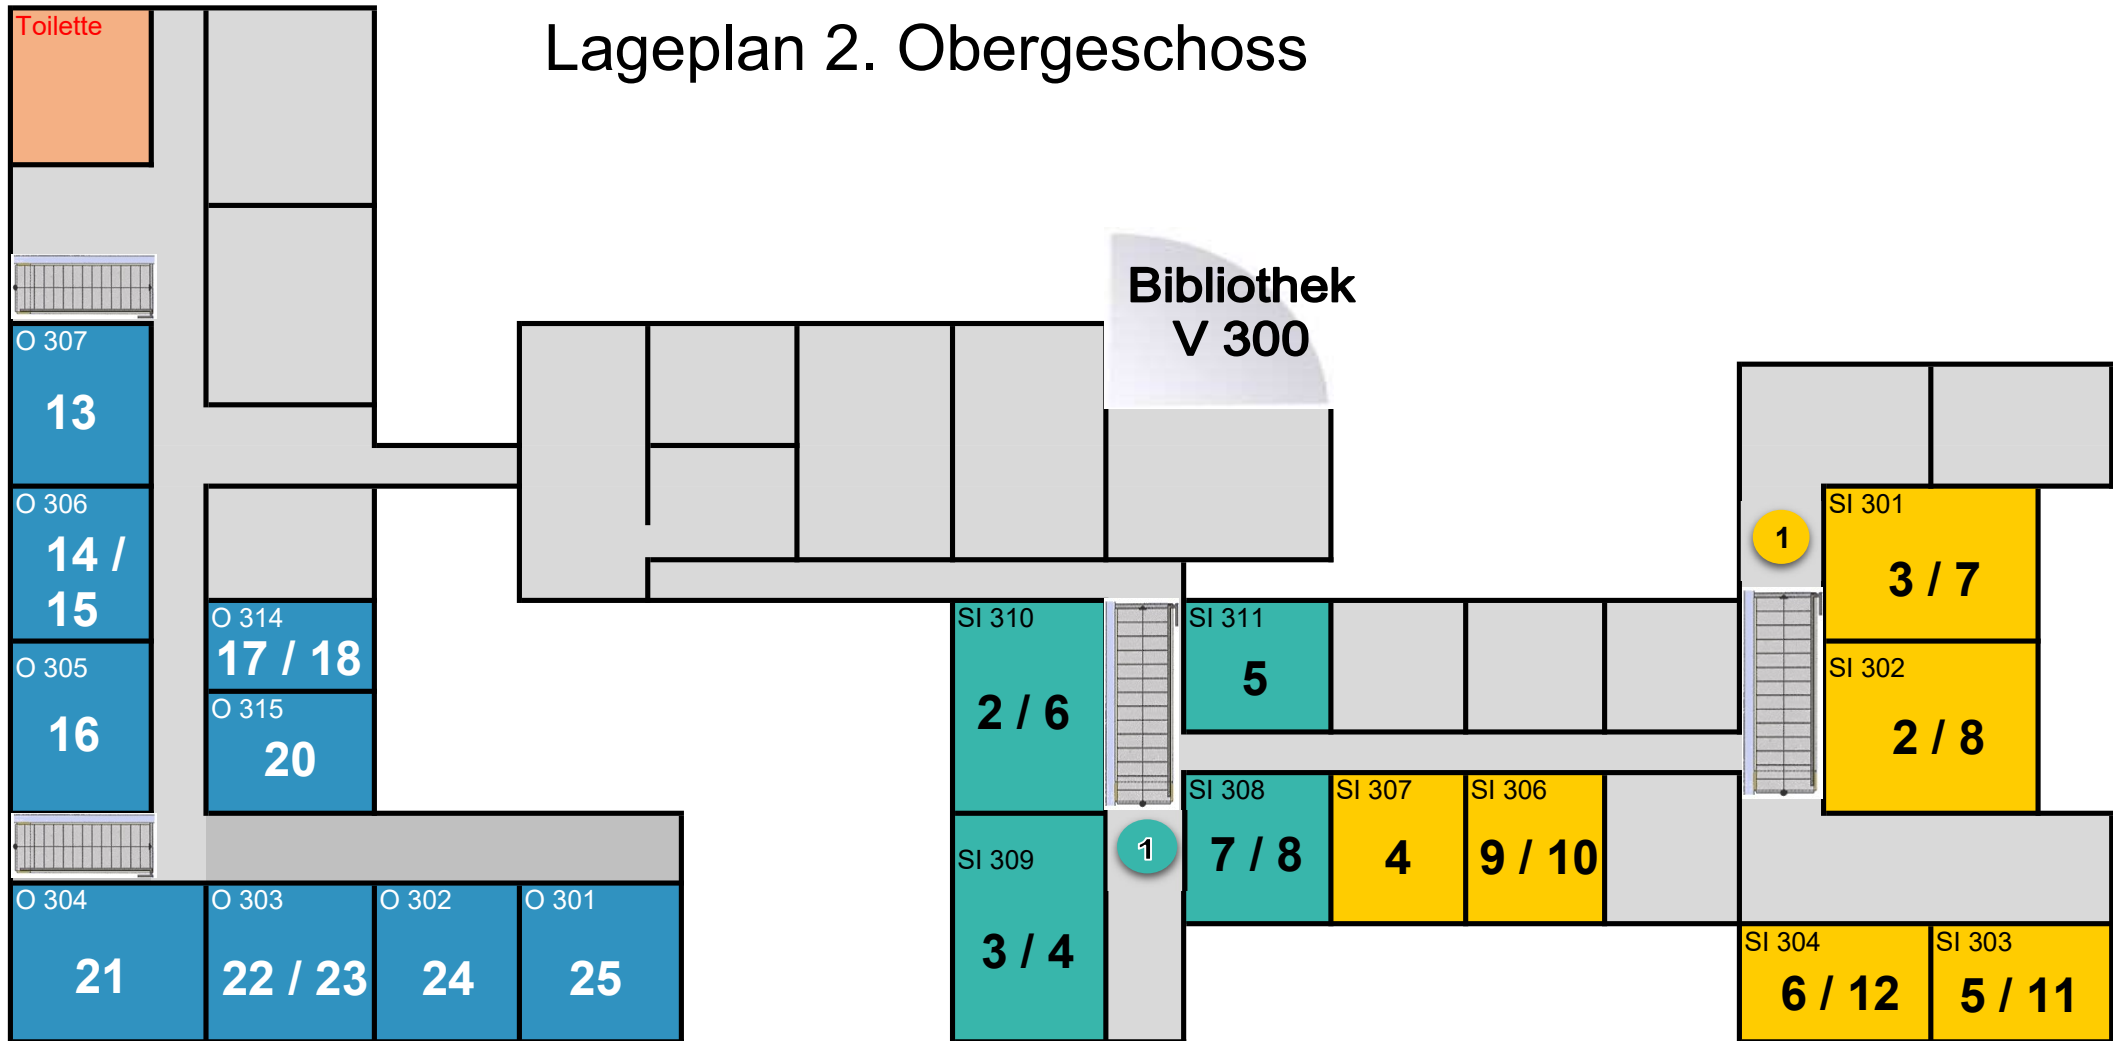 Lageplan 2. Obergeschoss
Toilette
Bibliothek
V 300
O 307
13
O 306
14 /
15
O 305
16
O 314
17 / 18
O 315
20
O 304
21
O 303
22 / 23
O 302
24
O 301
25
SI 310
2 / 6
SI 309
3 / 4
1
SI 311
5
SI 308
7 / 8
SI 307
4
SI 306
9 / 10
1
SI 301
3 / 7
SI 302
2 / 8
SI 304
6 / 12
SI 303
5 / 11